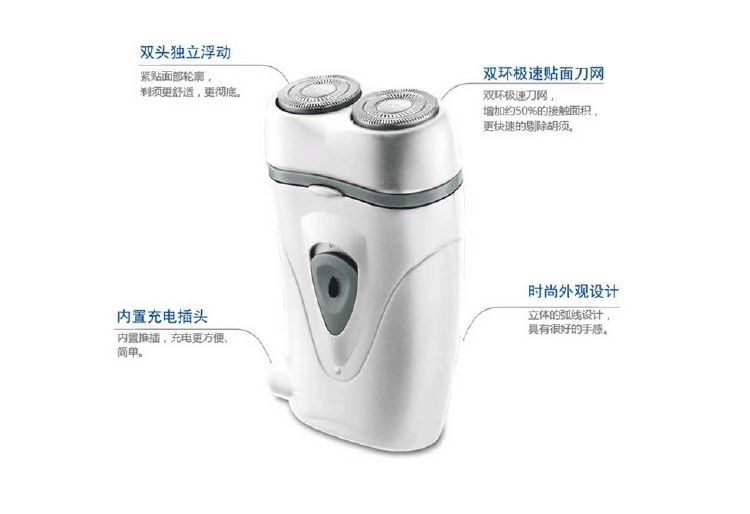 双头独立浮动
紧贴面部轮廓，
剃须更舒适，更彻底。
双环极速贴面刀网
双环极速刀网，
增加约50%的接触面积，
更快速的剔除胡须。
内置充电插头
内置推插，充电更方便、
简单。
时尚外观设计
立体的弧线设计，
具有很好的手感。